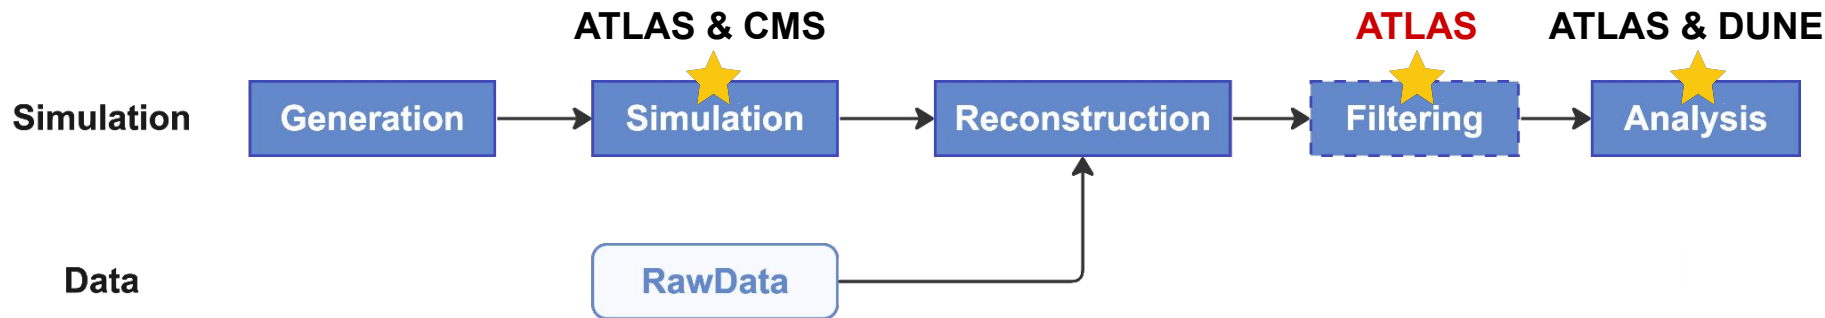 ATLAS & CMS
ATLAS
ATLAS & DUNE
Simulation
Generation
Simulation
Reconstruction
Filtering
Analysis
Data
RawData